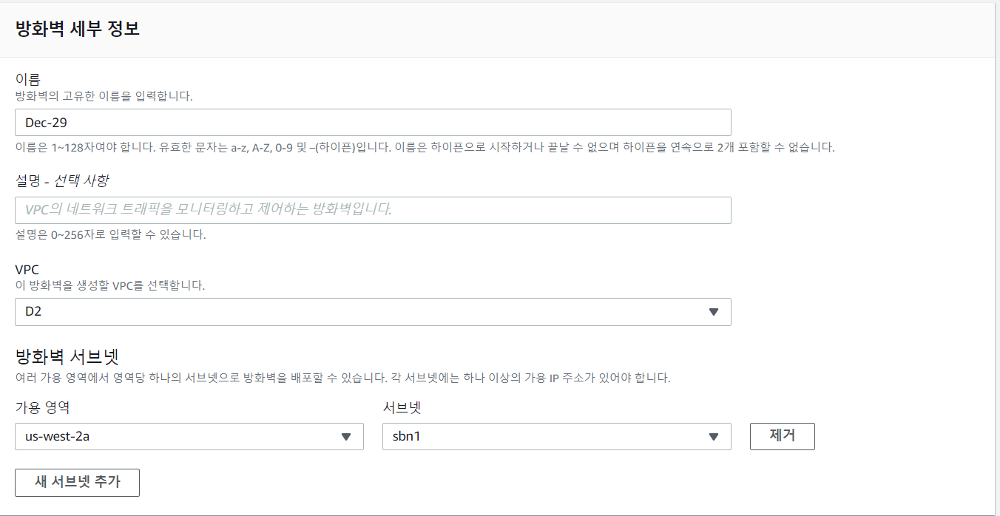 방화벽 세부 정보
이름
방화벽의 고유한 이름을 입력합니다.
Dec-29
이름은 1~128자여야 합니다. 유효한 문자는 a-z, A-Z, 0-9 및 –(하이픈)입니다. 이름은 하이픈으로 시작하거나 끝날 수 없으며 하이픈을 연속으로 2개 포함할 수 없습니다.
설명 - 선택 사항
VPC의 네트워크 트래픽을 모니터링하고 제어하는 방화벽입니다.
설명은 0~256자로 입력할 수 있습니다.
VPC
이 방화벽을 생성할 VPC를 선택합니다.
D2
방화벽 서브넷
여러 가용 영역에서 영역당 하나의 서브넷으로 방화벽을 배포할 수 있습니다. 각 서브넷에는 하나 이상의 가용 IP 주소가 있어야 합니다.
가용 영역 서브넷
us-west-2a sbn1 제거
새 서브넷 추가